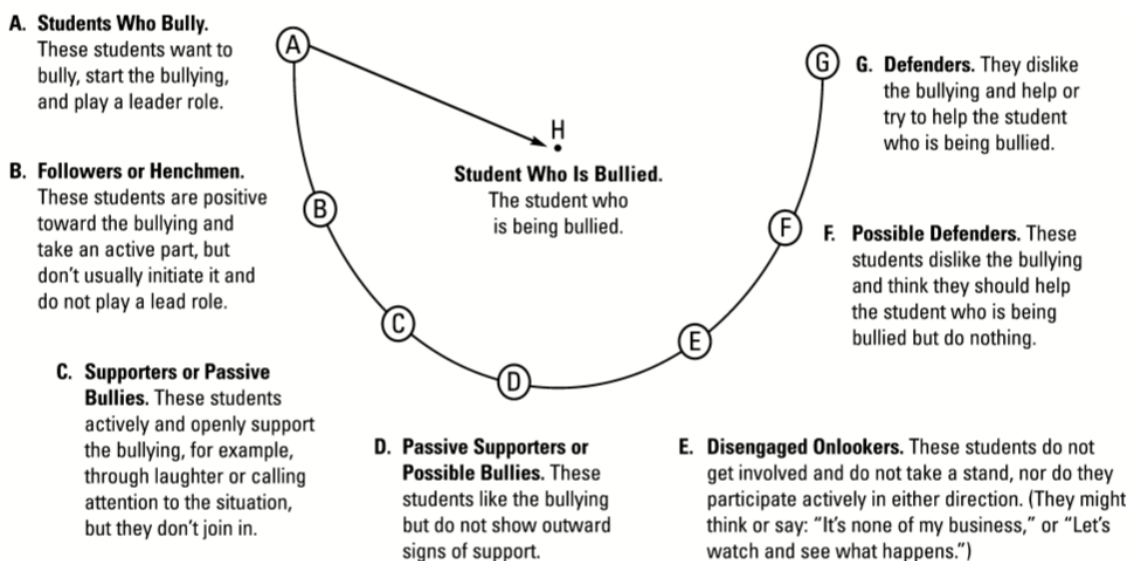 A. Students Who Bully.
These students want to
bully, start the bullying,
and play a leader role.
B. Followers or Henchmen.
These students are positive
toward the bullying and
take an active part, but
don't usually initiate it and
do not play a lead role.
C. Supporters or Passive
Bullies. These students
actively and openly support
the bullying, for example,
through laughter or calling
attention to the situation,
but they don't join in.
D. Passive Supporters or
Possible Bullies. These
students like the bullying
but do not show outward
signs of support.
E. Disengaged Onlookers. These students do not
get involved and do not take a stand, nor do they
participate actively in either direction. (They might
think or say: “It's none of my business,” or “Let's
watch and see what happens.”)
F. Possible Defenders. These
students dislike the bullying
and think they should help
the student who is being
bullied but do nothing.
G. Defenders. They dislike
the bullying and help or
try to help the student
who is being bullied.
H
Student Who Is Bullied.
The student who
is being bullied.
A
B
C
D
E
F
G